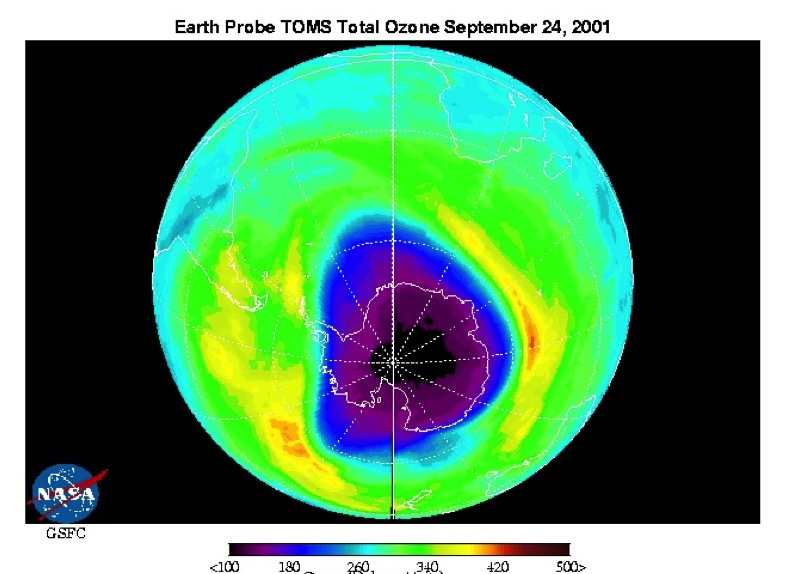 Earth Probe TOMS Total Ozone September 24, 2001
NASA
GSFC
<100 180 260 340 420 500>